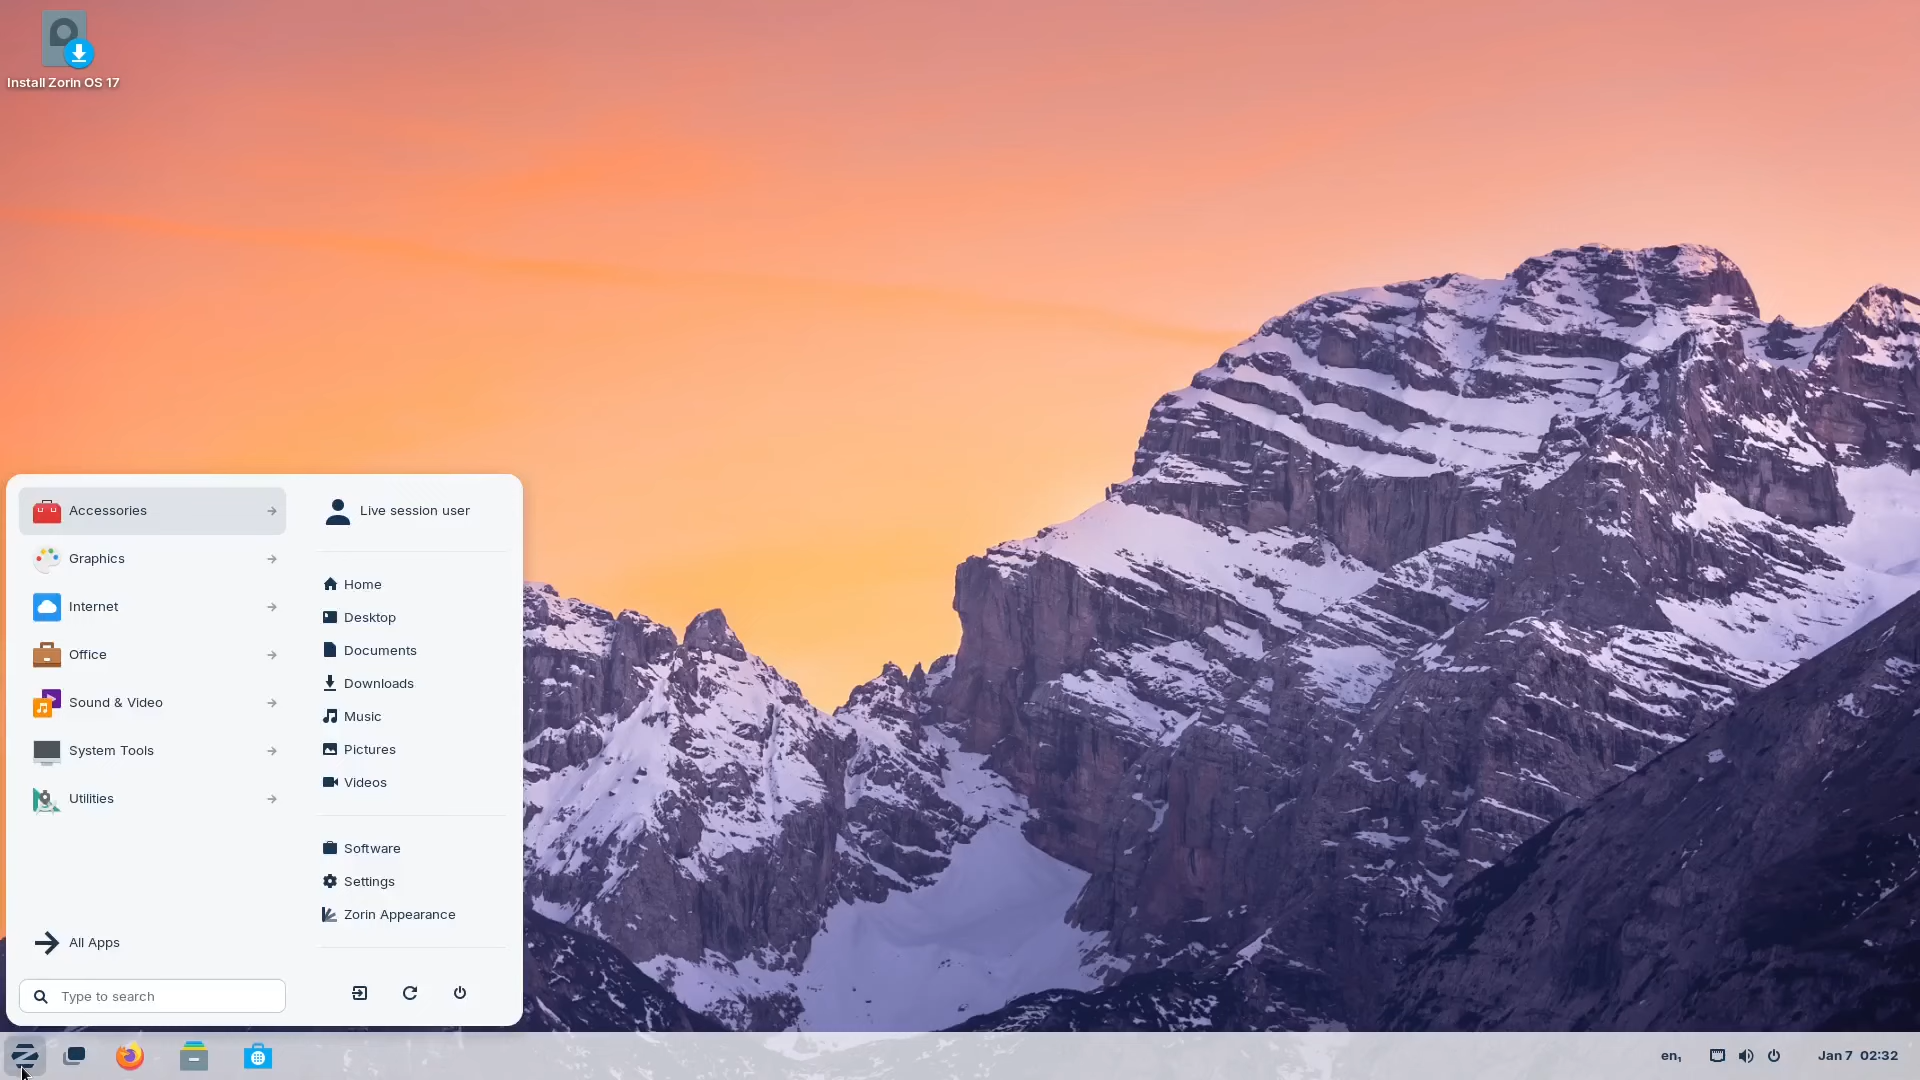 Install Zorin OS 17
Accessories
Graphics
Internet
Office
Sound & Video
System Tools
Utilities
All Apps
Type to search
Live session user
Home
Desktop
Documents
Downloads
Music
Pictures
Videos
Software
Settings
Zorin Appearance
en₁
Jan 7 02:32